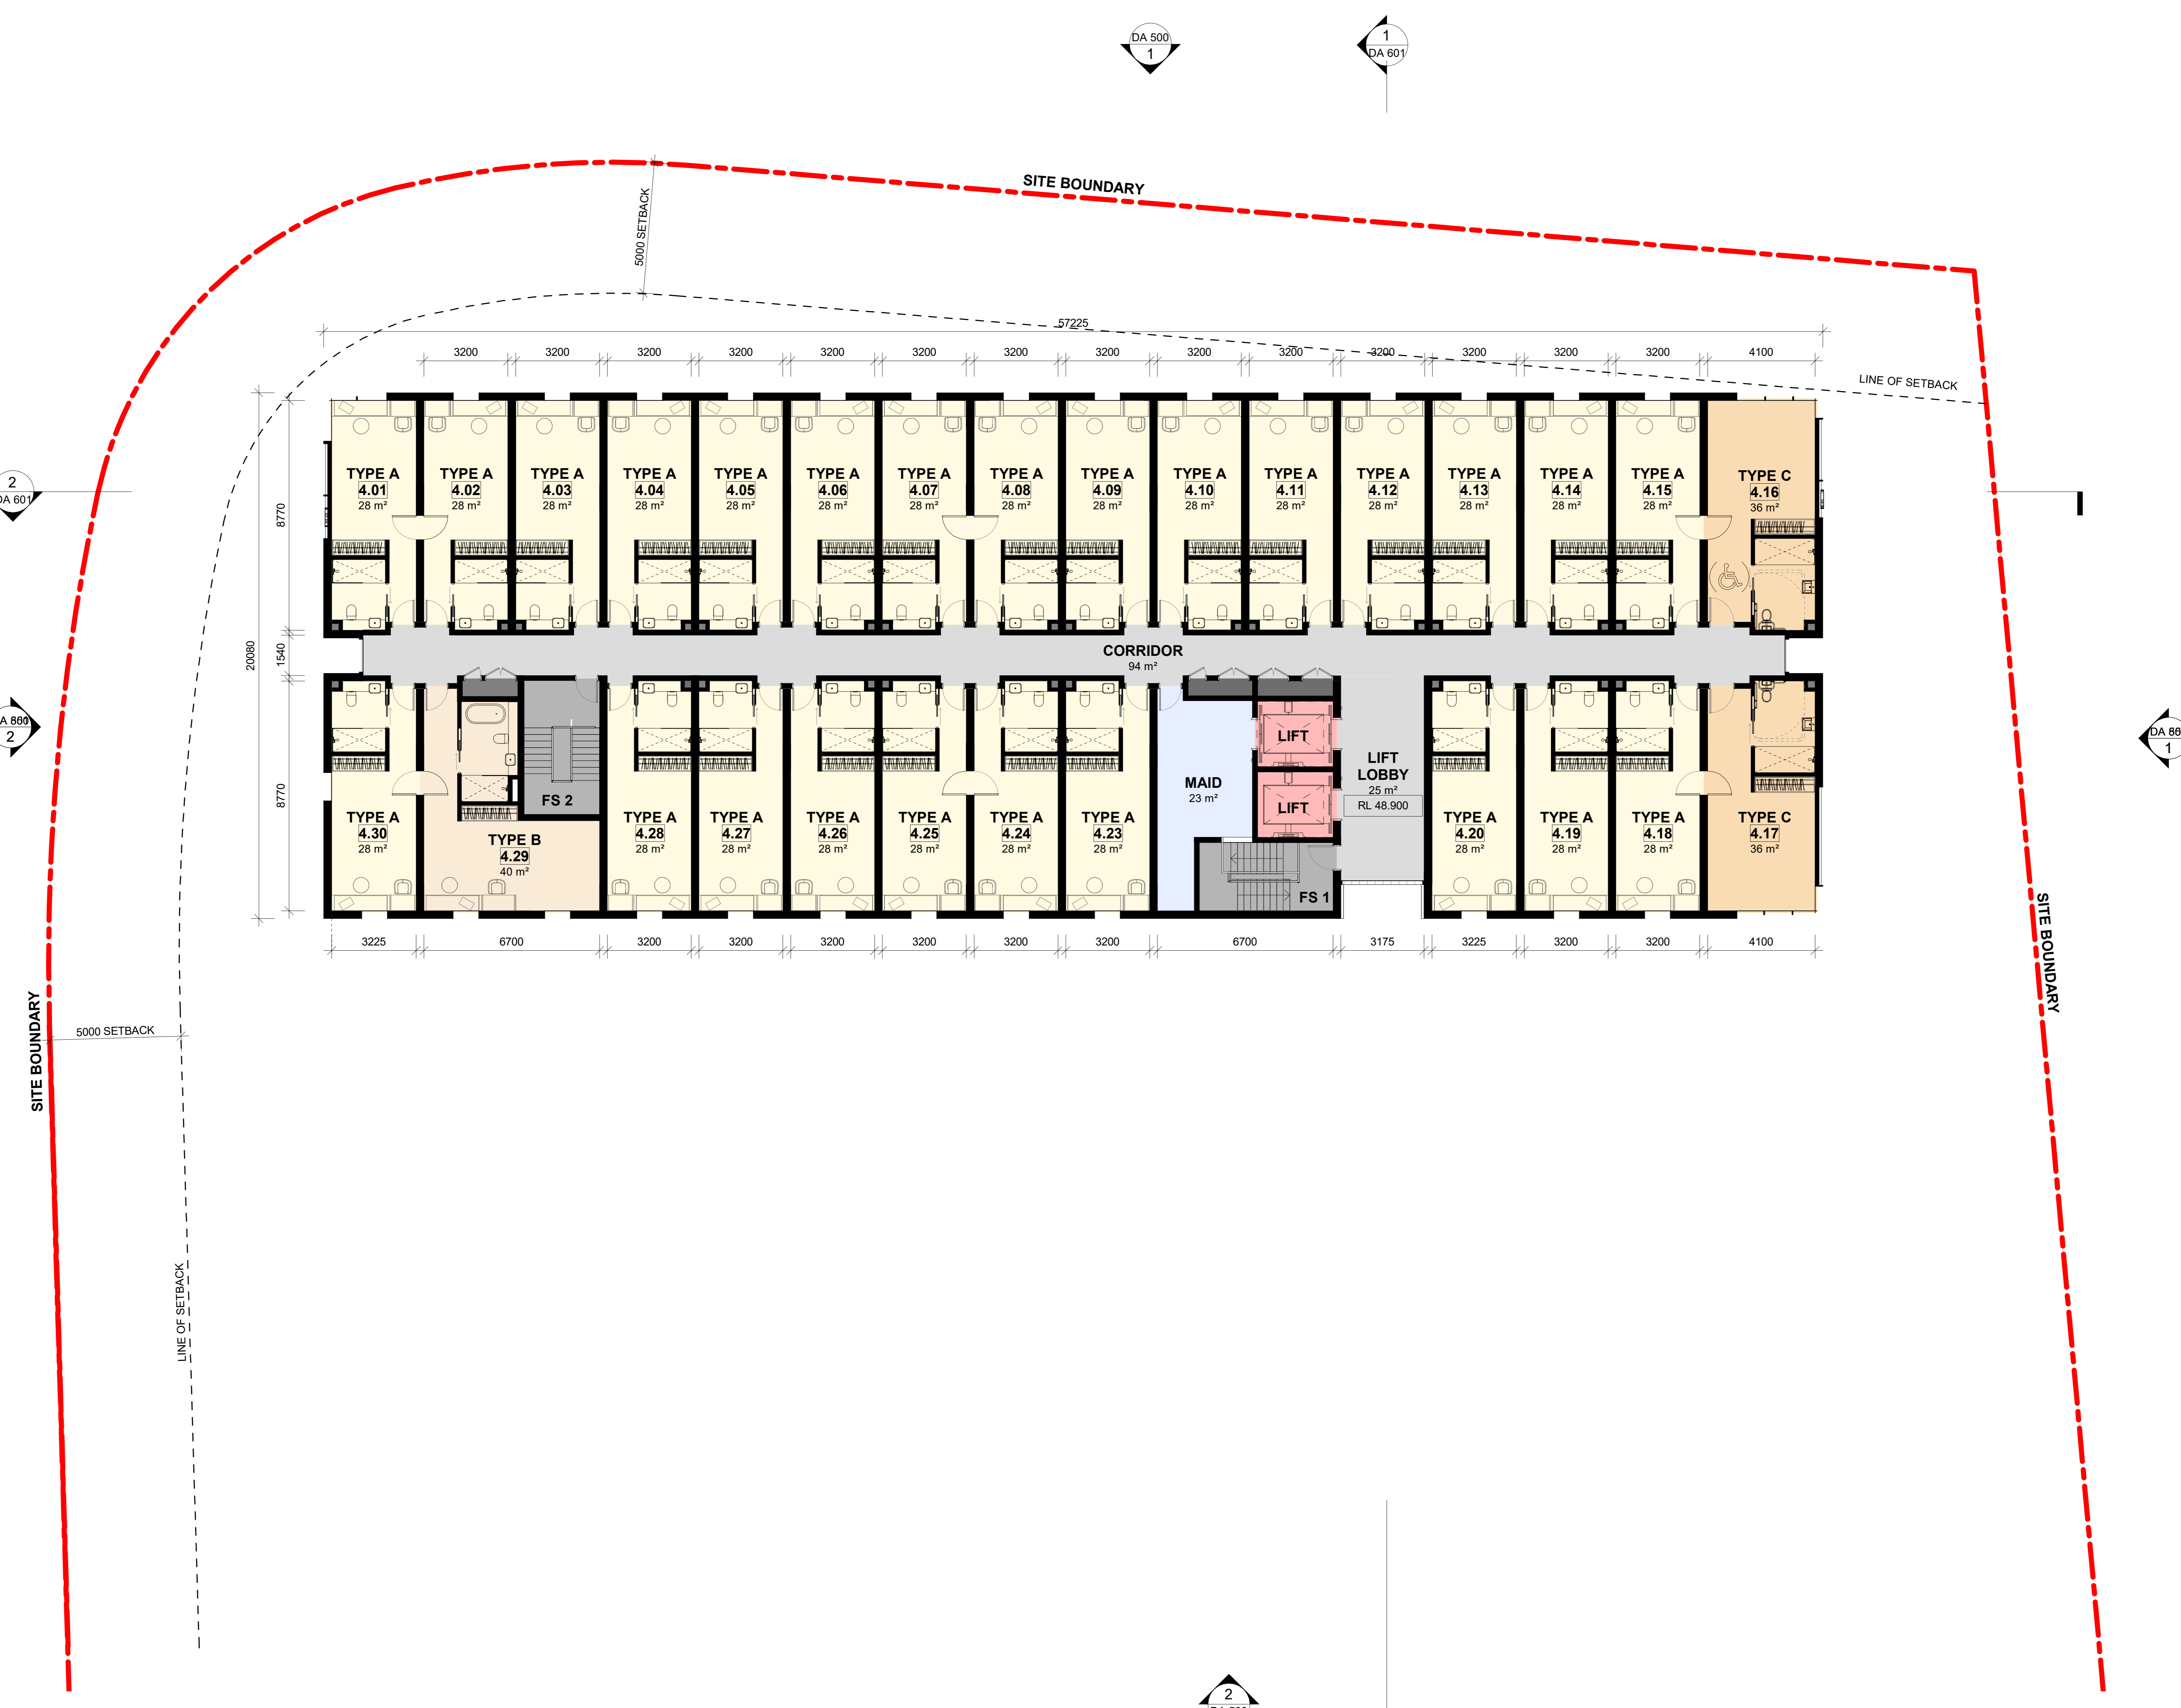 DA 500
1
1
DA 601
SITE BOUNDARY
5000 SETBACK
57225
3200 3200 3200 3200 3200 3200 3200 3200 3200 3200 3200 3200 3200 3200 4100
LINE OF SETBACK
TYPE A
4.01
28 m²
TYPE A
4.02
28 m²
TYPE A
4.03
28 m²
TYPE A
4.04
28 m²
TYPE A
4.05
28 m²
TYPE A
4.06
28 m²
TYPE A
4.07
28 m²
TYPE A
4.08
28 m²
TYPE A
4.09
28 m²
TYPE A
4.10
28 m²
TYPE A
4.11
28 m²
TYPE A
4.12
28 m²
TYPE A
4.13
28 m²
TYPE A
4.14
28 m²
TYPE A
4.15
28 m²
TYPE C
4.16
36 m²
2
DA 601
8770
20080
1540
8770
CORRIDOR
94 m²
2
1
TYPE A
4.30
28 m²
TYPE B
4.29
40 m²
FS 2
TYPE A
4.28
28 m²
TYPE A
4.27
28 m²
TYPE A
4.26
28 m²
TYPE A
4.25
28 m²
TYPE A
4.24
28 m²
TYPE A
4.23
28 m²
MAID
23 m²
LIFT
LIFT
LIFT
LOBBY
25 m²
RL 48.900
FS 1
TYPE A
4.20
28 m²
TYPE A
4.19
28 m²
TYPE A
4.18
28 m²
TYPE C
4.17
36 m²
3225 6700 3200 3200 3200 3200 3200 3200 6700 3175 3225 3200 3200 4100
SITE BOUNDARY
5000 SETBACK
SITE BOUNDARY
LINE OF SETBACK
2